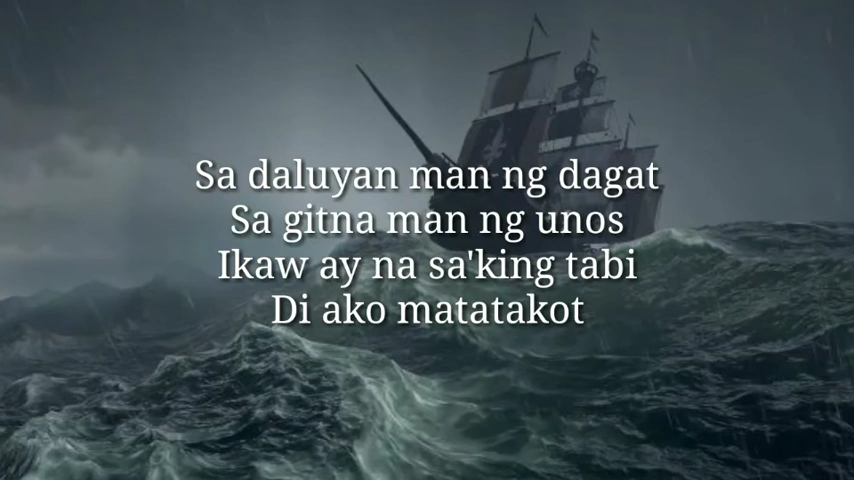 Sa daluyan man ng dagat
Sa gitna man ng unos
Ikaw ay na sa'king tabi
Di ako matatakot